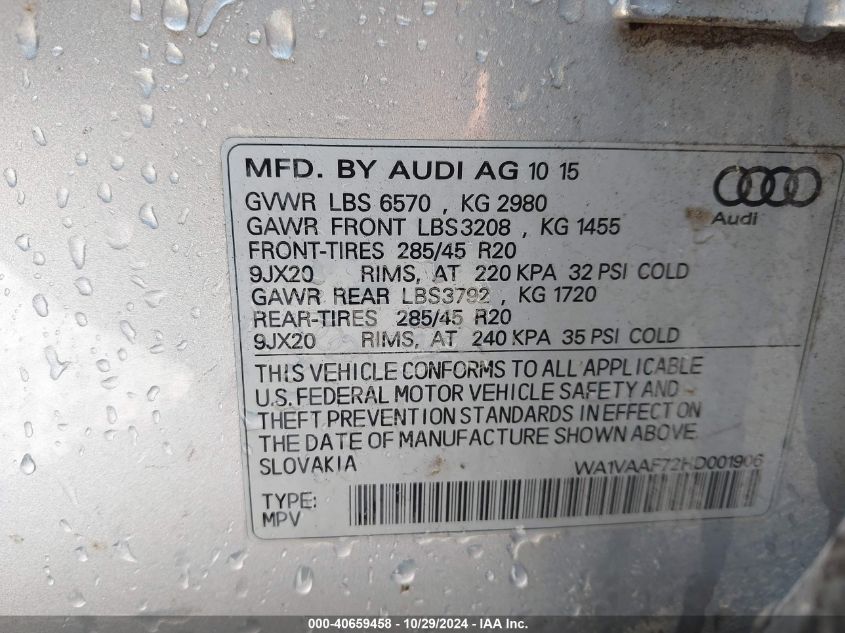 MFD. BY AUDI AG 10 15
Audi
GVWR LBS 6570 , KG 2980
GAWR FRONT LBS3208 , KG 1455
FRONT-TIRES 285/45 R20
9JX20 RIMS, AT 220 KPA 32 PSI COLD
GAWR REAR LBS3792 , KG 1720
REAR-TIRES 285/45 R20
9JX20 RIMS, AT 240 KPA 35 PSI COLD
THIS VEHICLE CONFORMS TO ALL APPLICABLE
U.S. FEDERAL MOTOR VEHICLE SAFETY AND
THEFT PREVENTION STANDARDS IN EFFECT ON
THE DATE OF MANUFACTURE SHOWN ABOVE.
SLOVAKIA WA1VAAF72HD001906
TYPE:
MPV
000-40659458 - 10/29/2024 - IAA Inc.